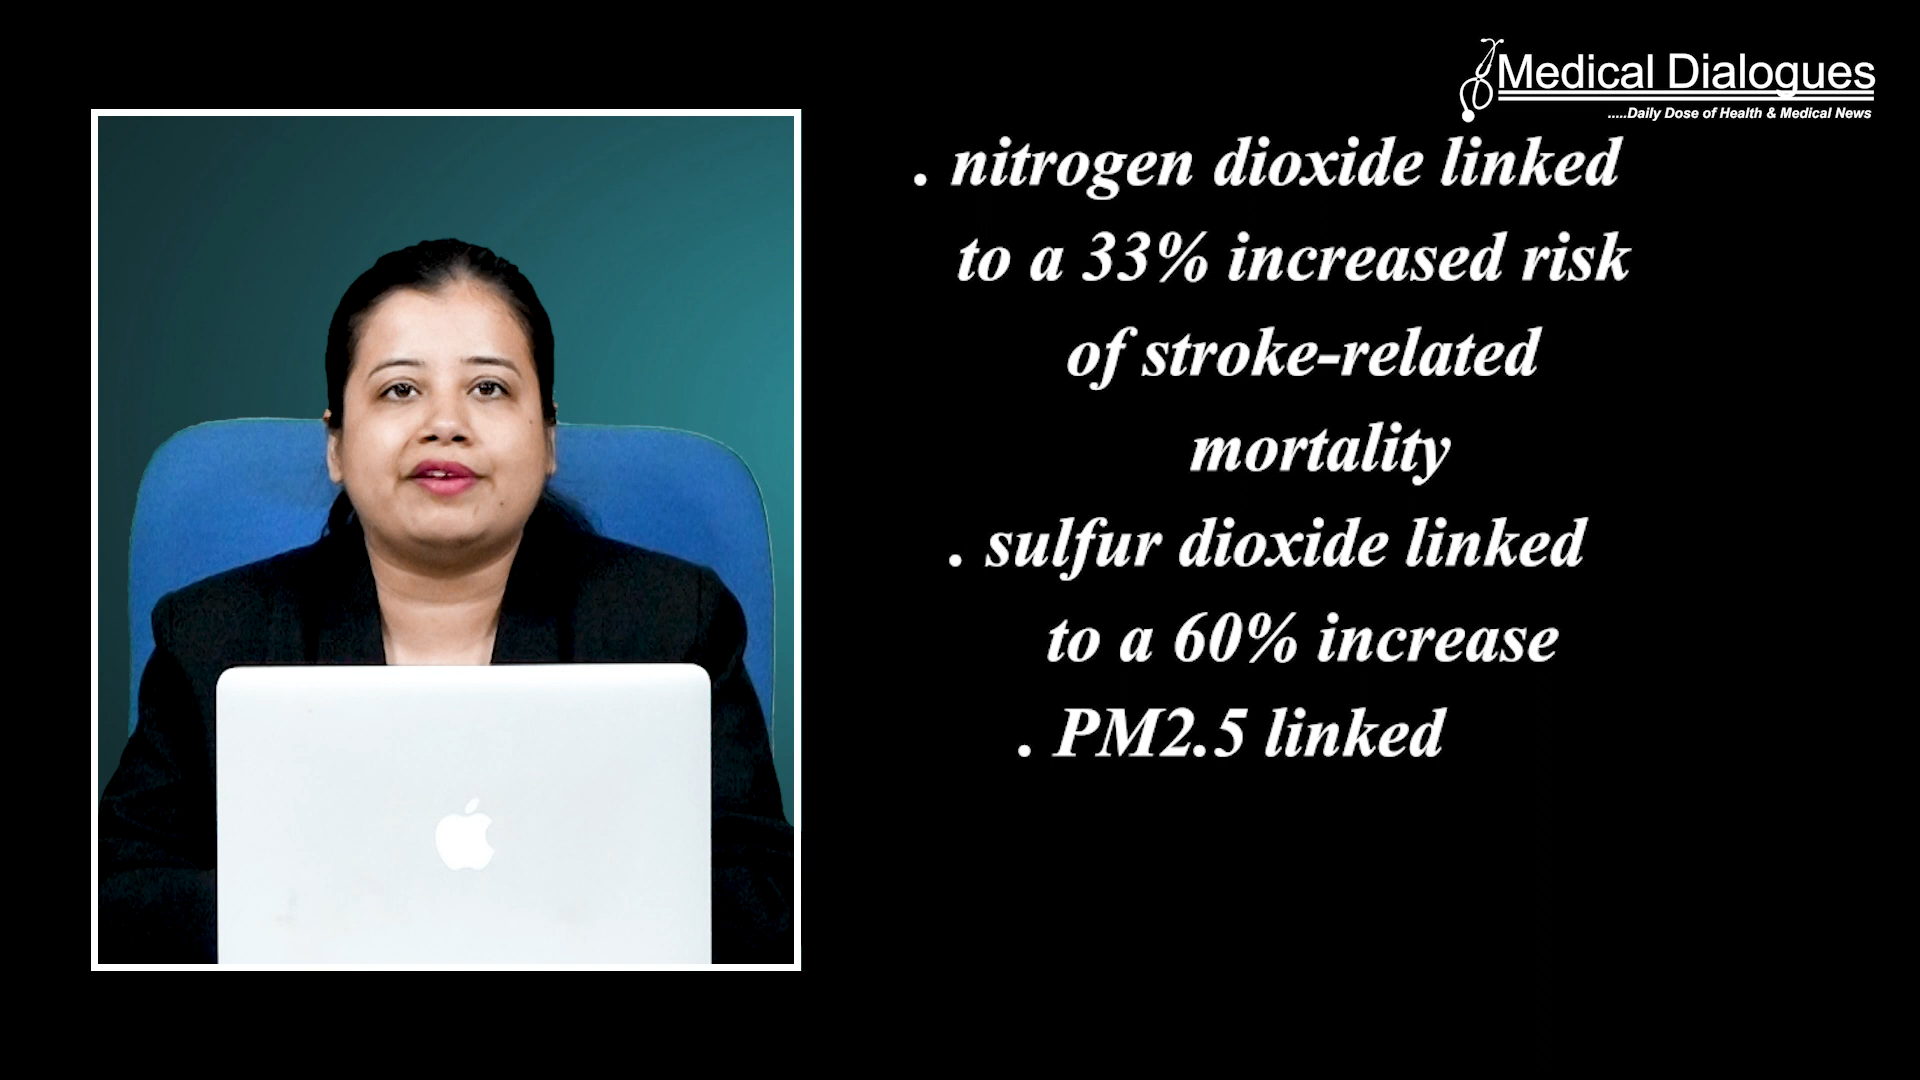 Medical Dialogues
.....Daily Dose of Health & Medical News
. nitrogen dioxide linked
to a 33% increased risk
of stroke-related
mortality
. sulfur dioxide linked
to a 60% increase
. PM2.5 linked